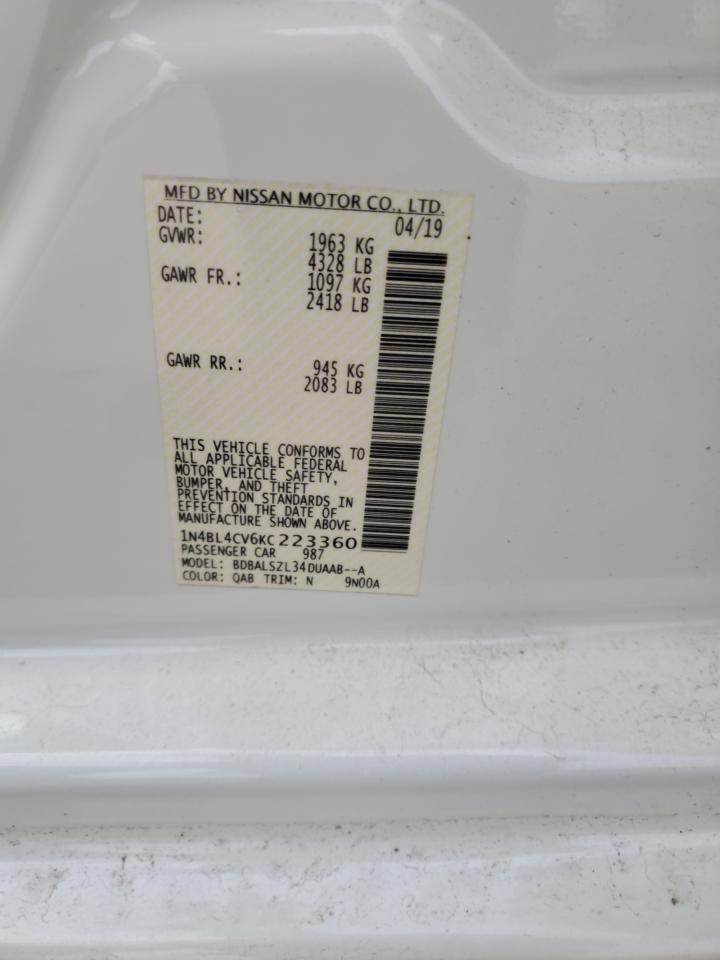 MFD BY NISSAN MOTOR CO., LTD.
DATE: 04/19
GVWR: 1963 KG
4328 LB
GAWR FR.: 1097 KG
2418 LB
GAWR RR.: 945 KG
2083 LB
THIS VEHICLE CONFORMS TO
ALL APPLICABLE FEDERAL
MOTOR VEHICLE SAFETY,
BUMPER, AND THEFT
PREVENTION STANDARDS IN
EFFECT ON THE DATE OF
MANUFACTURE SHOWN ABOVE.
1N4BL4CV6KC223360
PASSENGER CAR 987
MODEL: BDBALSZL34DUAAB--A
COLOR: QAB TRIM: N 9N00A